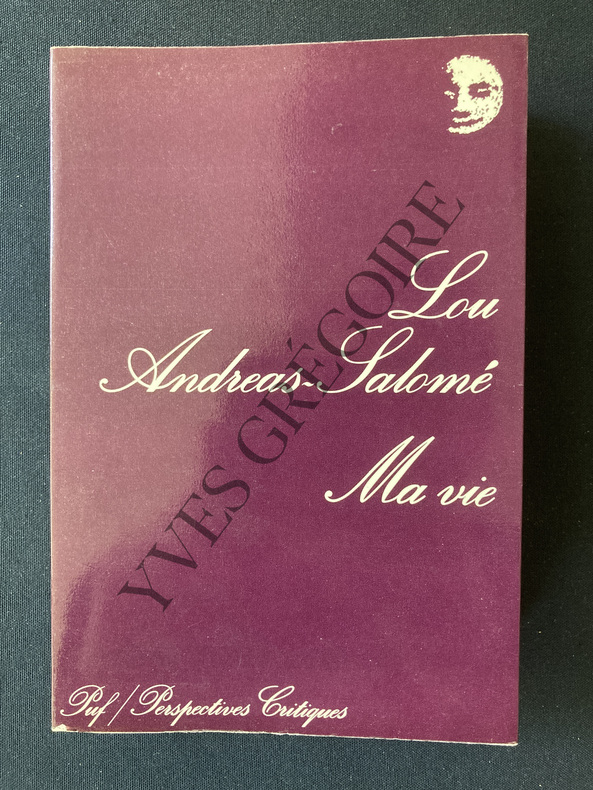 Lou
Andreas-Salomé
Ma vie
YVES GRÉGOIRE
Puf / Perspectives Critiques